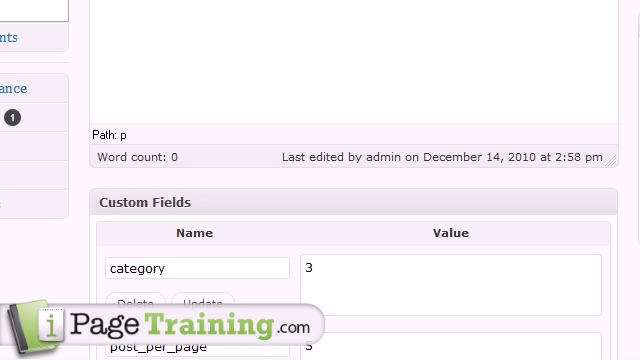 nts
ance
1
Path: p
Word count: 0 Last edited by admin on December 14, 2010 at 2:58 pm
Custom Fields
Name Value
category 3
Delete Update
i Page Training.com
post_per_page 5